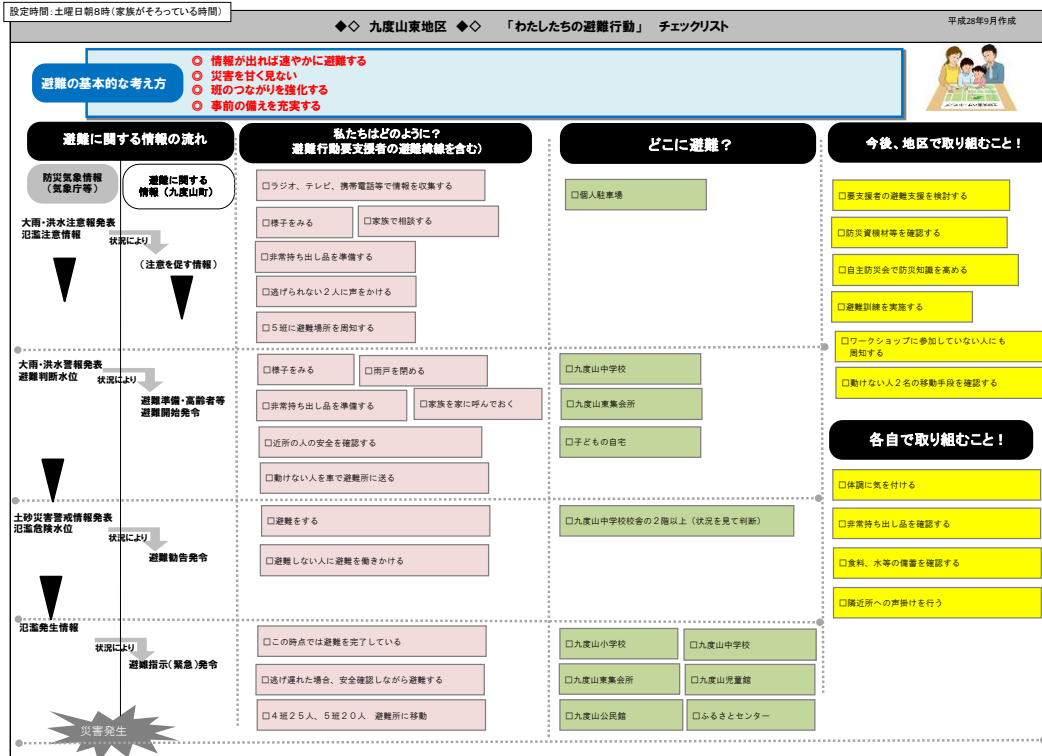 設定時間：土曜日朝8時（家族がそろっている時間）
◆◇ 九度山東地区 ◆◇ 「わたしたちの避難行動」 チェックリスト
平成28年9月作成
避難の基本的な考え方
◎ 情報が出れば速やかに避難する
◎ 災害を甘く見ない
◎ 班のつながりを強化する
◎ 事前の備えを充実する
避難に関する情報の流れ
防災気象情報
（気象庁等）
避難に関する
情報（九度山町）
大雨・洪水注意報発表
氾濫注意情報
状況により
（注意を促す情報）
大雨・洪水警報発表
避難判断水位
状況により
避難準備・高齢者等
避難開始発令
土砂災害警戒情報発表
氾濫危険水位
状況により
避難勧告発令
氾濫発生情報
状況により
避難指示（緊急）発令
災害発生
私たちはどのように？
避難行動要支援者の避難絳線を含む）
□ラジオ、テレビ、携帯電話等で情報を収集する
□様子をみる
□家族で相談する
□非常持ち出し品を準備する
□逃げられない２人に声をかける
□５班に避難場所を周知する
□様子をみる
□雨戸を閉める
□非常持ち出し品を準備する
□家族を家に呼んでおく
□近所の人の安全を確認する
□動けない人を車で避難所に送る
□避難をする
□避難しない人に避難を働きかける
□この時点では避難を完了している
□逃げ遅れた場合、安全確認しながら避難する
□４班２５人、５班２０人 避難所に移動
どこに避難？
□個人駐車場
□九度山中学校
□九度山東集会所
□子どもの自宅
□九度山中学校校舎の２階以上（状況を見て判断）
□九度山小学校
□九度山中学校
□九度山東集会所
□九度山児童館
□九度山公民館
□ふるさとセンター
今後、地区で取り組むこと！
□要支援者の避難支援を検討する
□防災資機材等を確認する
□自主防災会で防災知識を高める
□避難訓練を実施する
□ワークショップに参加していない人にも
周知する
□動けない人２名の移動手段を確認する
各自で取り組むこと！
□体調に気を付ける
□非常持ち出し品を確認する
□食料、水等の備蓄を確認する
□隣近所への声掛けを行う